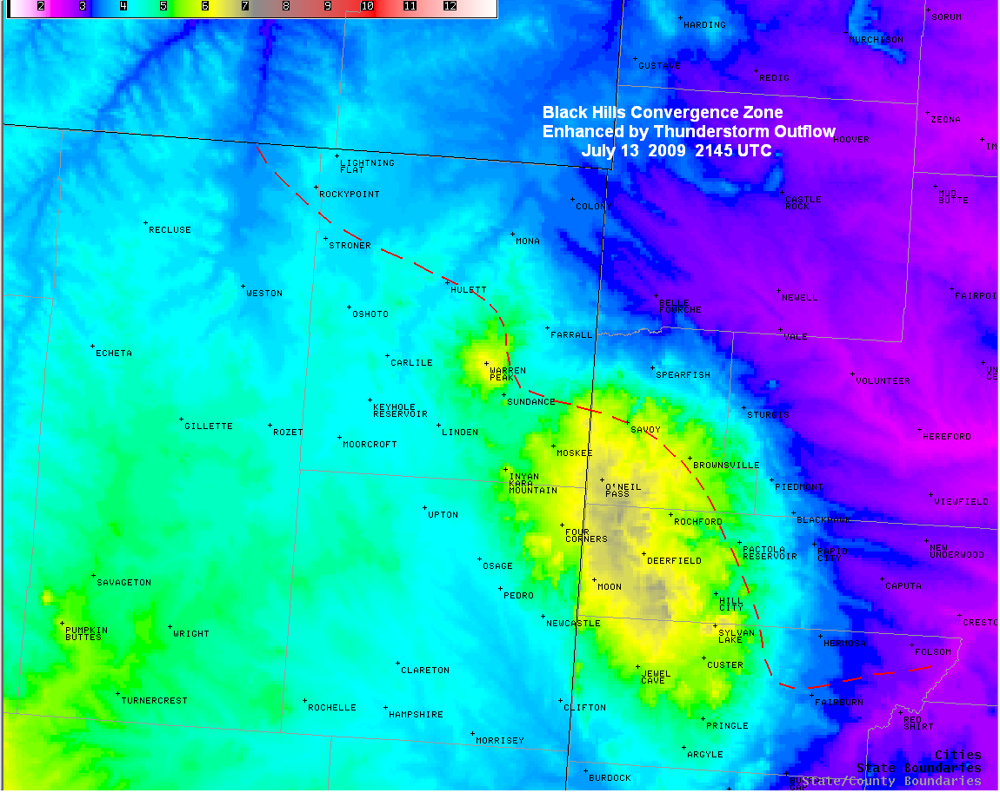 2 3 4 5 6 7 8 9 10 11 12
SORUM
HARDING
MURCHISON
GUSTAVE
REDIG
Black Hills Convergence Zone
Enhanced by Thunderstorm Outflow
July 13 2009 2145 UTC
ZEONA
HOOVER
IM
LIGHTNING
FLAT
ROCKYPOINT
COLONY
CASTLE
ROCK
MUD
BUTTE
RECLUSE
STRONER
MONA
WESTON
HULETT
OSHOTO
BELLE
FOURCHE
NEWELL
FAIRPOI
FARRALL
VALE
ECHETA
CARLILE
WARREN
PEAK
SPEARFISH
VOLUNTEER
UN
CE
SUNDANCE
KEYHOLE
RESERVOIR
STURGIS
GILLETTE
ROZET
LINDEN
SAVOY
HEREFORD
MOORCROFT
MOSKEE
BROWNSVILLE
INYAN
KARA
MOUNTAIN
O'NEIL
PASS
PIEDMONT
VIEWFIELD
UPTON
ROCHFORD
BLACKHAWK
FOUR
CORNERS
PACTOLA
RESERVOIR
RAPID
CITY
NEW
UNDERWOOD
OSAGE
DEERFIELD
SAVAGETON
MOON
CAPUTA
PEDRO
HILL
CITY
NEWCASTLE
CRESTO
PUMPKIN
BUTTES
WRIGHT
SYLVAN
LAKE
HERMOSA
FOLSOM
CLARETON
JEWEL
CAVE
CUSTER
TURNERCREST
ROCHELLE
HAMPSHIRE
CLIFTON
FAIRBURN
RED
SHIRT
PRINGLE
MORRISEY
ARGYLE
Cities
State Boundaries
State/County Boundaries
BURDOCK